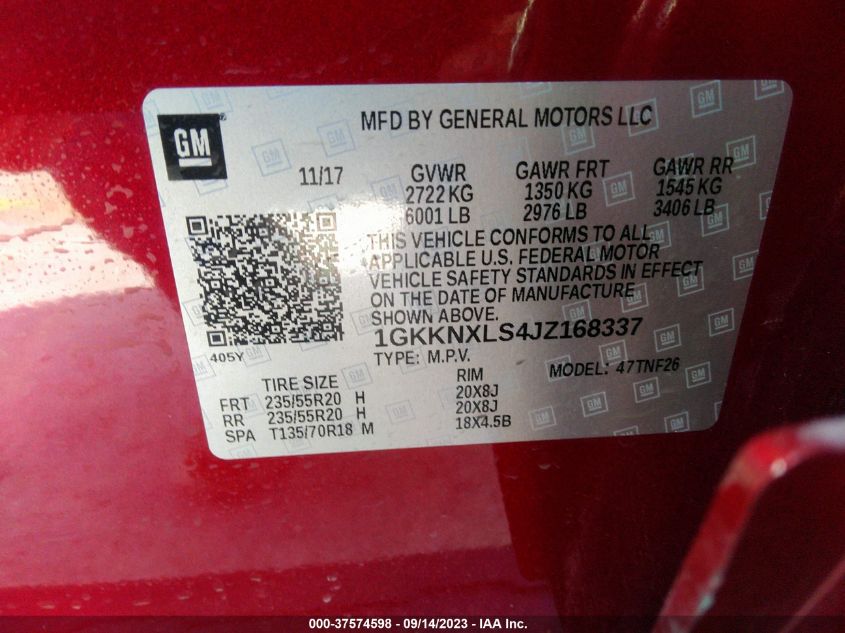 MFD BY GENERAL MOTORS LLC
GM
11/17 GVWR GAWR FRT GAWR RR
2722 KG 1350 KG 1545 KG
6001 LB 2976 LB 3406 LB
THIS VEHICLE CONFORMS TO ALL
APPLICABLE U.S. FEDERAL MOTOR
VEHICLE SAFETY STANDARDS IN EFFECT
ON THE DATE OF MANUFACTURE
SHOWN ABOVE.
1GKKNXLS4JZ168337
405Y
TYPE: M.P.V. MODEL: 47TNF26
TIRE SIZE RIM
FRT 235/55R20 H 20X8J
RR 235/55R20 H 20X8J
SPA T135/70R18 M 18X4.5B
000-37574598 - 09/14/2023 - IAA Inc.